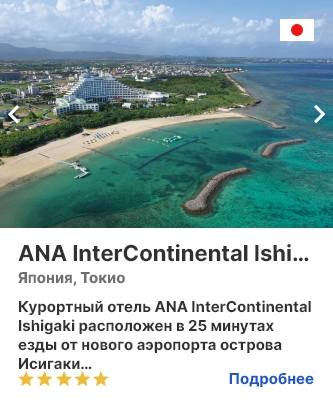 ANA InterContinental Ishi...
Япония, Токио
Курортный отель ANA InterContinental
Ishigaki расположен в 25 минутах
езды от нового аэропорта острова
Исигаки...
Подробнее